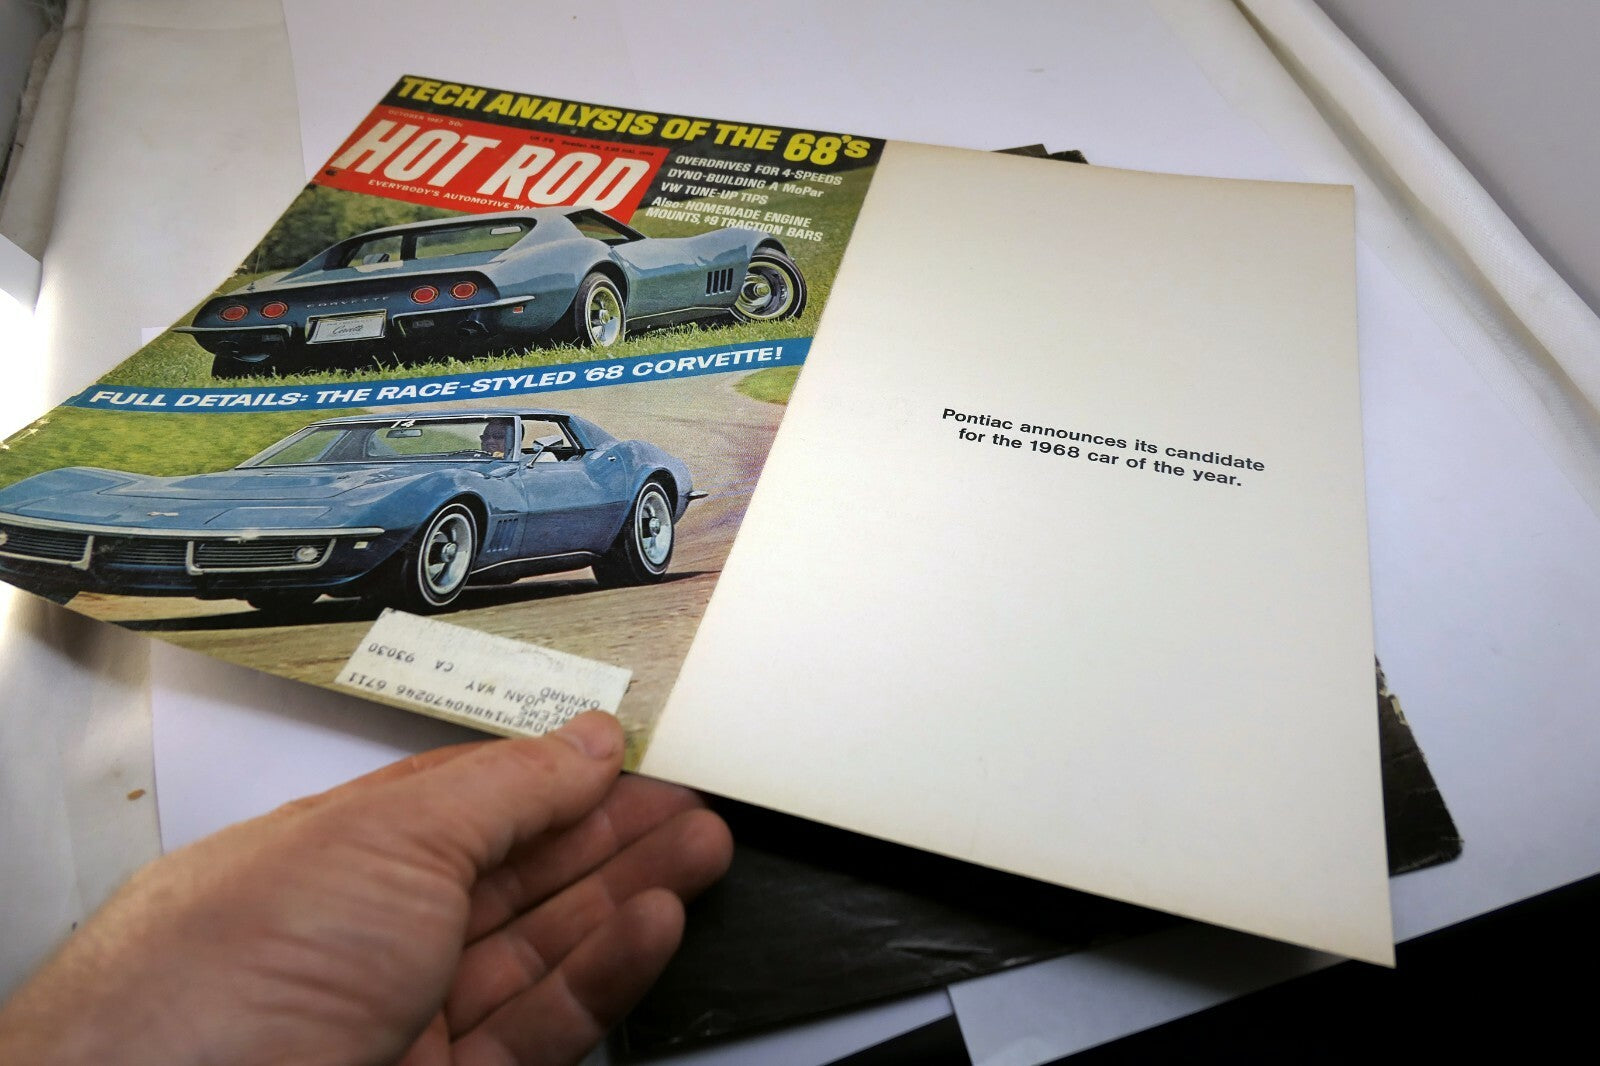 TECH ANALYSIS OF THE 68's
OCTOBER 1967 50c
HOT ROD
EVERYBODY'S AUTOMOTIVE
OVERDRIVES FOR 4-SPEEDS
DYNO-BUILDING A MoPar
VW TUNE-UP TIPS
Also: HOMEMADE ENGINE
MOUNTS, $9 TRACTION BARS
CORVETTE
Corvette
FULL DETAILS: THE RACE-STYLED '68 CORVETTE!
WEEMS
JOAN WAY
OXNARD CA 93030
Pontiac announces its candidate
for the 1968 car of the year.